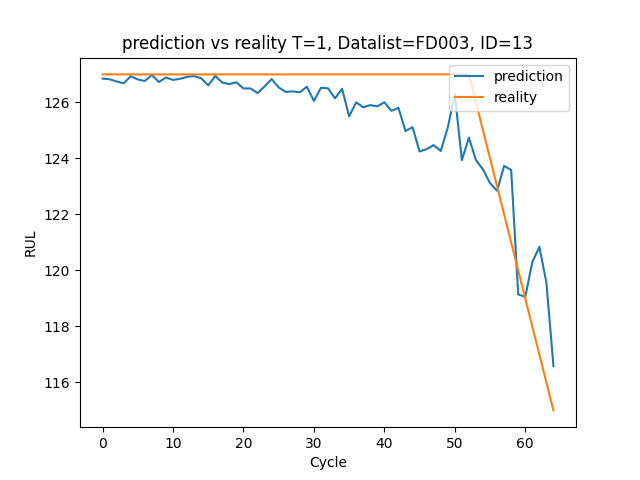 prediction vs reality T=1, Datalist=FD003, ID=13
prediction
reality
126
124
122
120
118
116
RUL
0 10 20 30 40 50 60
Cycle